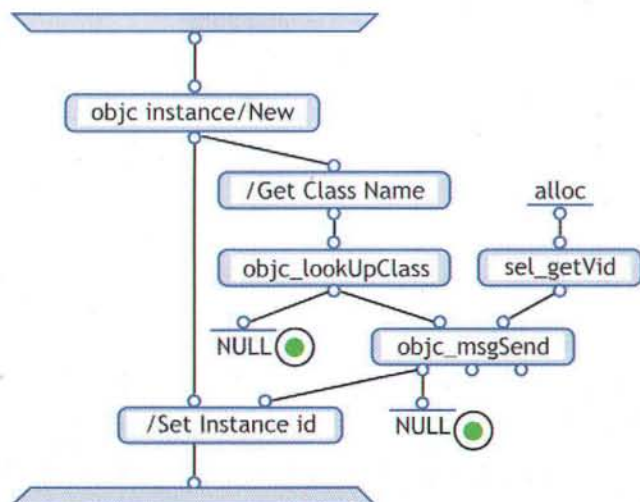 objc instance/New
/Get Class Name
alloc
objc_lookUpClass
sel_getVid
NULL
objc_msgSend
/Set Instance id
NULL